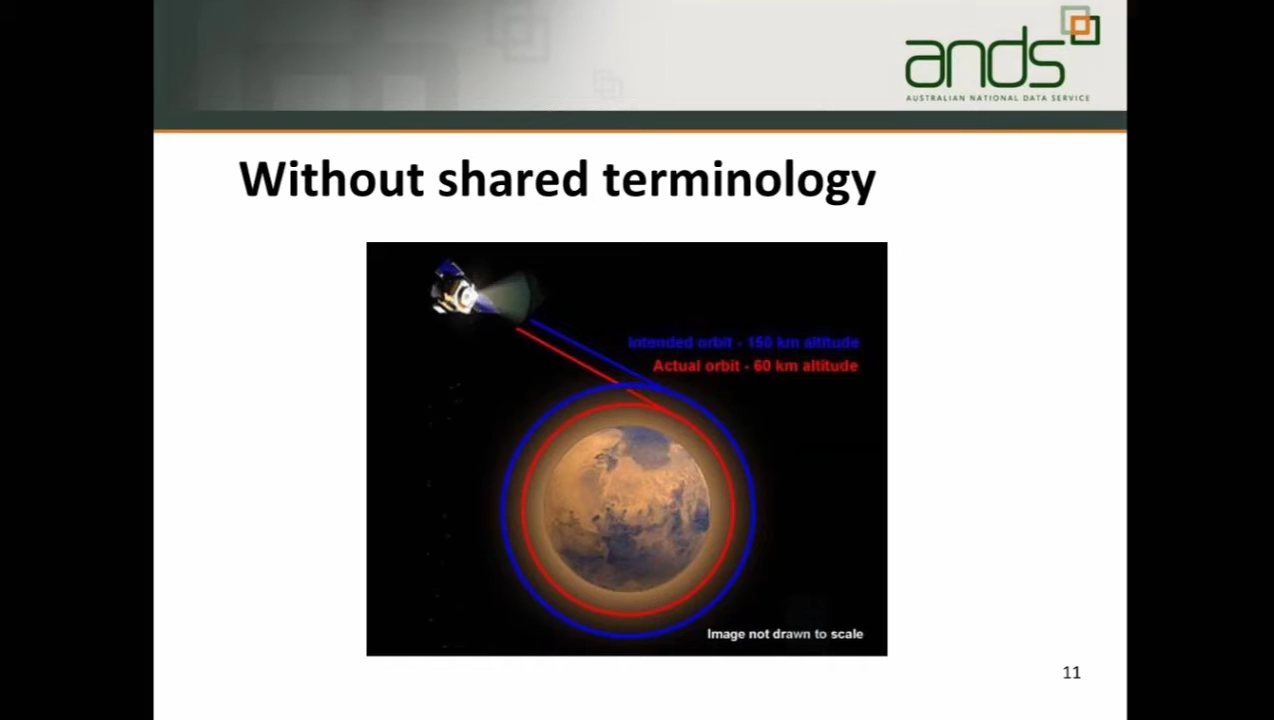 ands
AUSTRALIAN NATIONAL DATA SERVICE
Without shared terminology
Intended orbit - 150 km altitude
Actual orbit - 60 km altitude
Image not drawn to scale
11